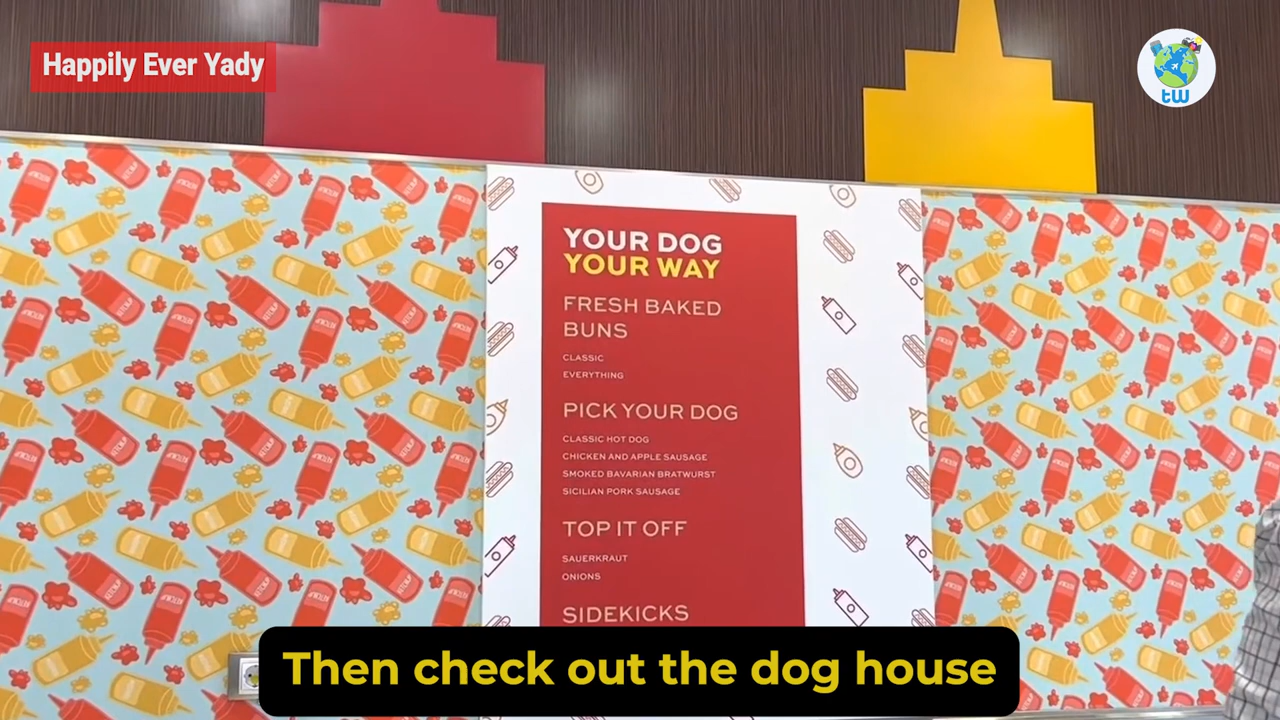 Happily Ever Yady
tw
YOUR DOG
YOUR WAY
FRESH BAKED
BUNS
CLASSIC
EVERYTHING
PICK YOUR DOG
CLASSIC HOT DOG
CHICKEN AND APPLE SAUSAGE
SMOKED BAVARIAN BRATWURST
SICILIAN PORK SAUSAGE
TOP IT OFF
SAUERKRAUT
ONIONS
SIDEKICKS
KETCHUP
Then check out the dog house